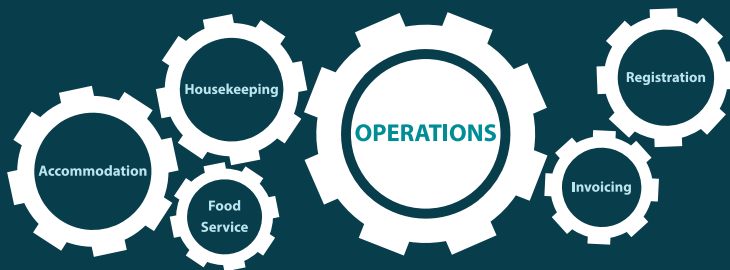 Housekeeping
Accommodation
Food
Service
OPERATIONS
Registration
Invoicing